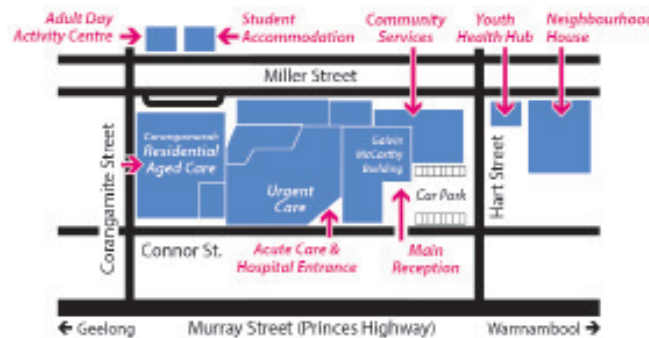 Adult Day
Activity Centre
Student
Accommodation
Community
Services
Youth
Health Hub
Neighbourhood
House
Miller Street
Corangamite Street
Corangamarah
Residential
Aged Care
Urgent
Care
Galvin
McCarthy
Building
Car Park
Hart Street
Connor St.
Acute Care &
Hospital Entrance
Main
Reception
← Geelong
Murray Street (Princes Highway)
Warrnambool →